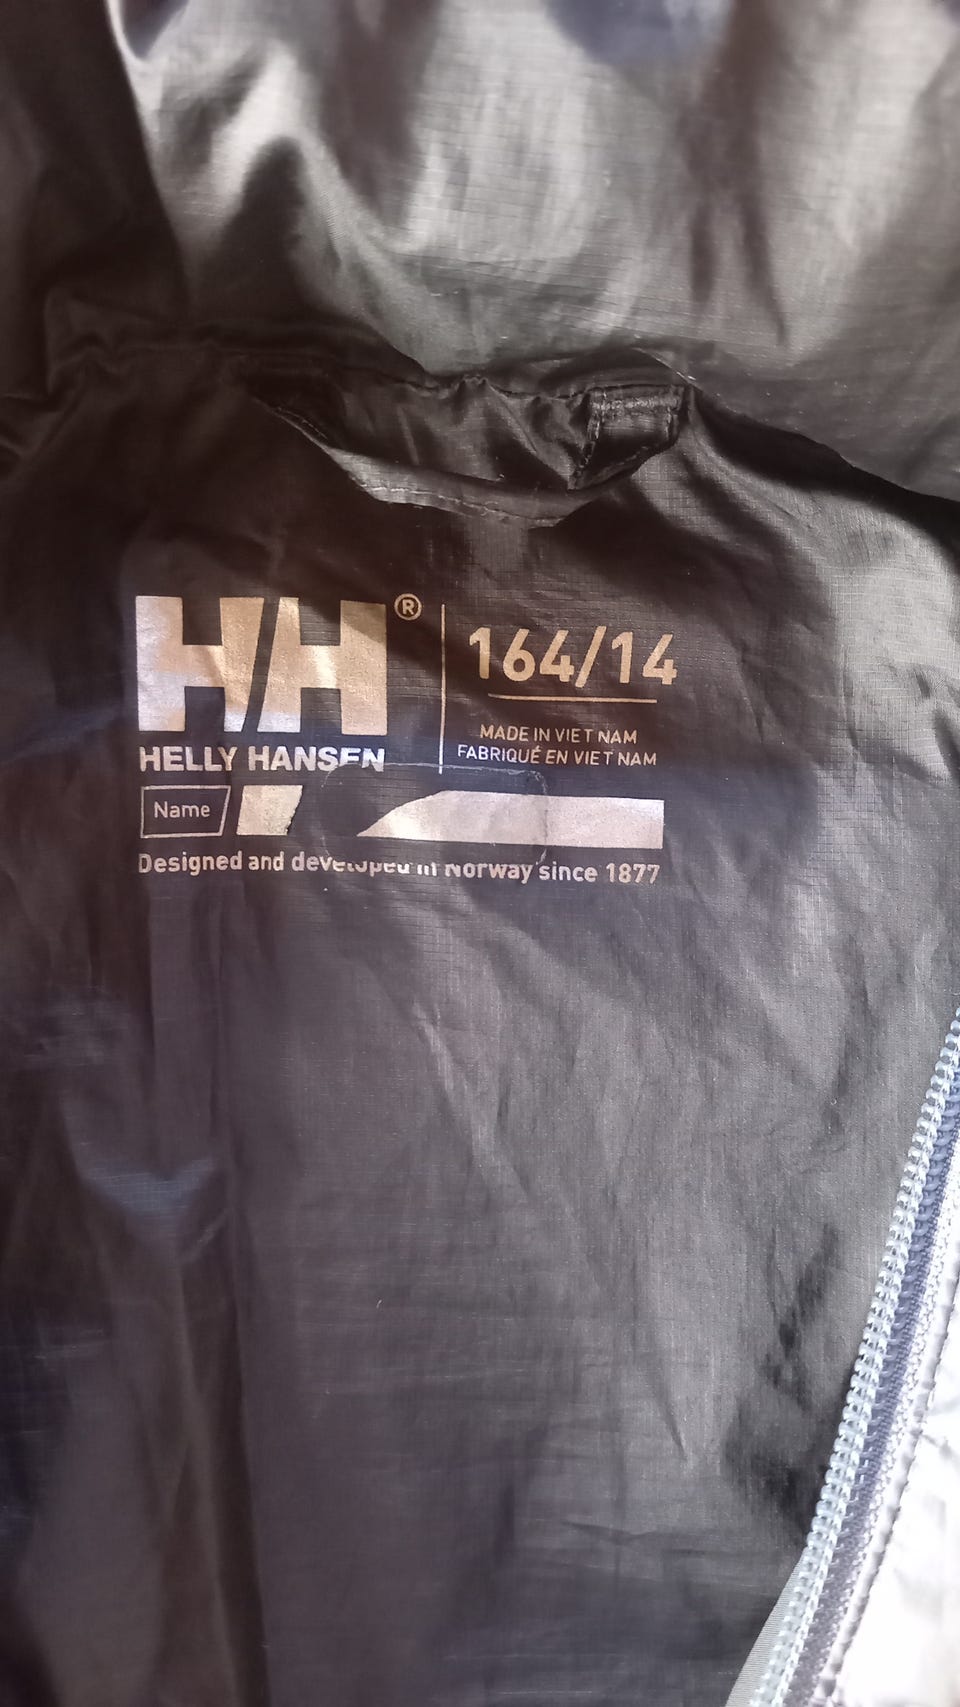 HH®
HELLY HANSEN
164/14
MADE IN VIET NAM
FABRIQUÉ EN VIET NAM
Name
Designed and developed in Norway since 1877